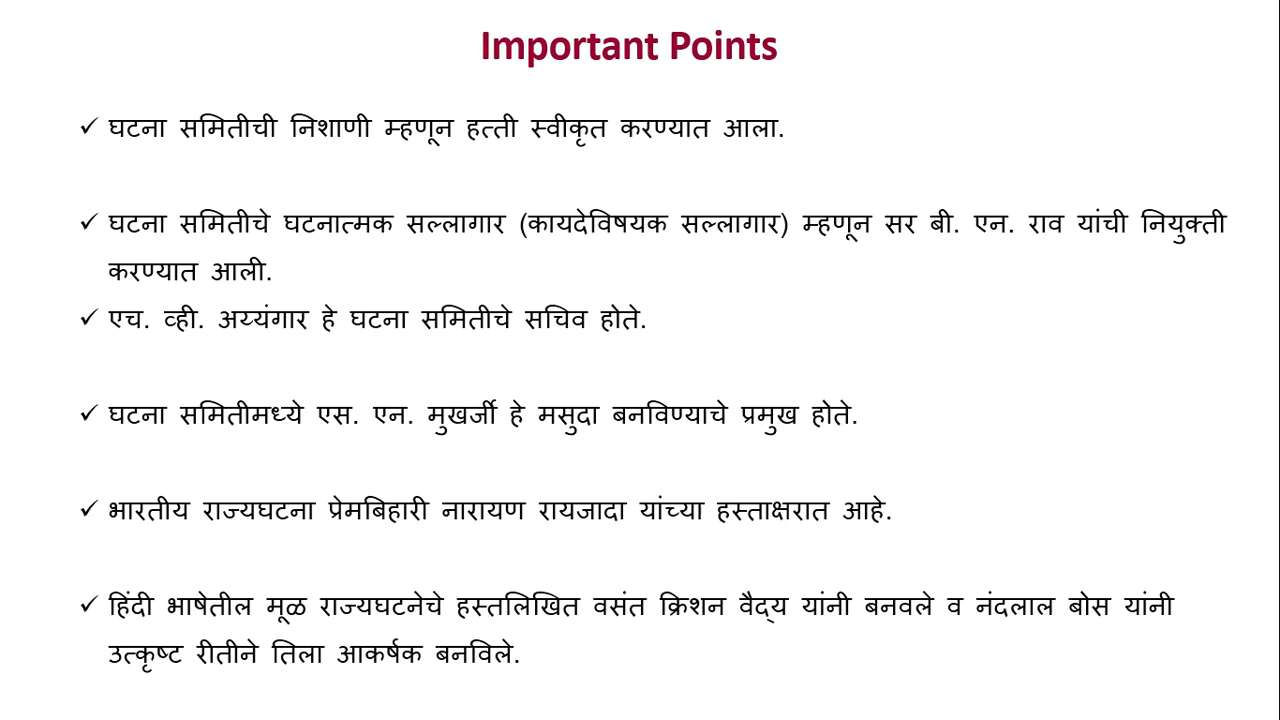 Important Points
✓ घटना समितीची निशाणी म्हणून हत्ती स्वीकृत करण्यात आला.
✓ घटना समितीचे घटनात्मक सल्लागार (कायदेविषयक सल्लागार) म्हणून सर बी. एन. राव यांची नियुक्ती
करण्यात आली.
✓ एच. व्ही. अय्यंगार हे घटना समितीचे सचिव होते.
✓ घटना समितीमध्ये एस. एन. मुखर्जी हे मसुदा बनविण्याचे प्रमुख होते.
✓ भारतीय राज्यघटना प्रेमबिहारी नारायण रायजादा यांच्या हस्ताक्षरात आहे.
✓ हिंदी भाषेतील मूळ राज्यघटनेचे हस्तलिखित वसंत क्रिशन वैद्य यांनी बनवले व नंदलाल बोस यांनी
उत्कृष्ट रीतीने तिला आकर्षक बनविले.